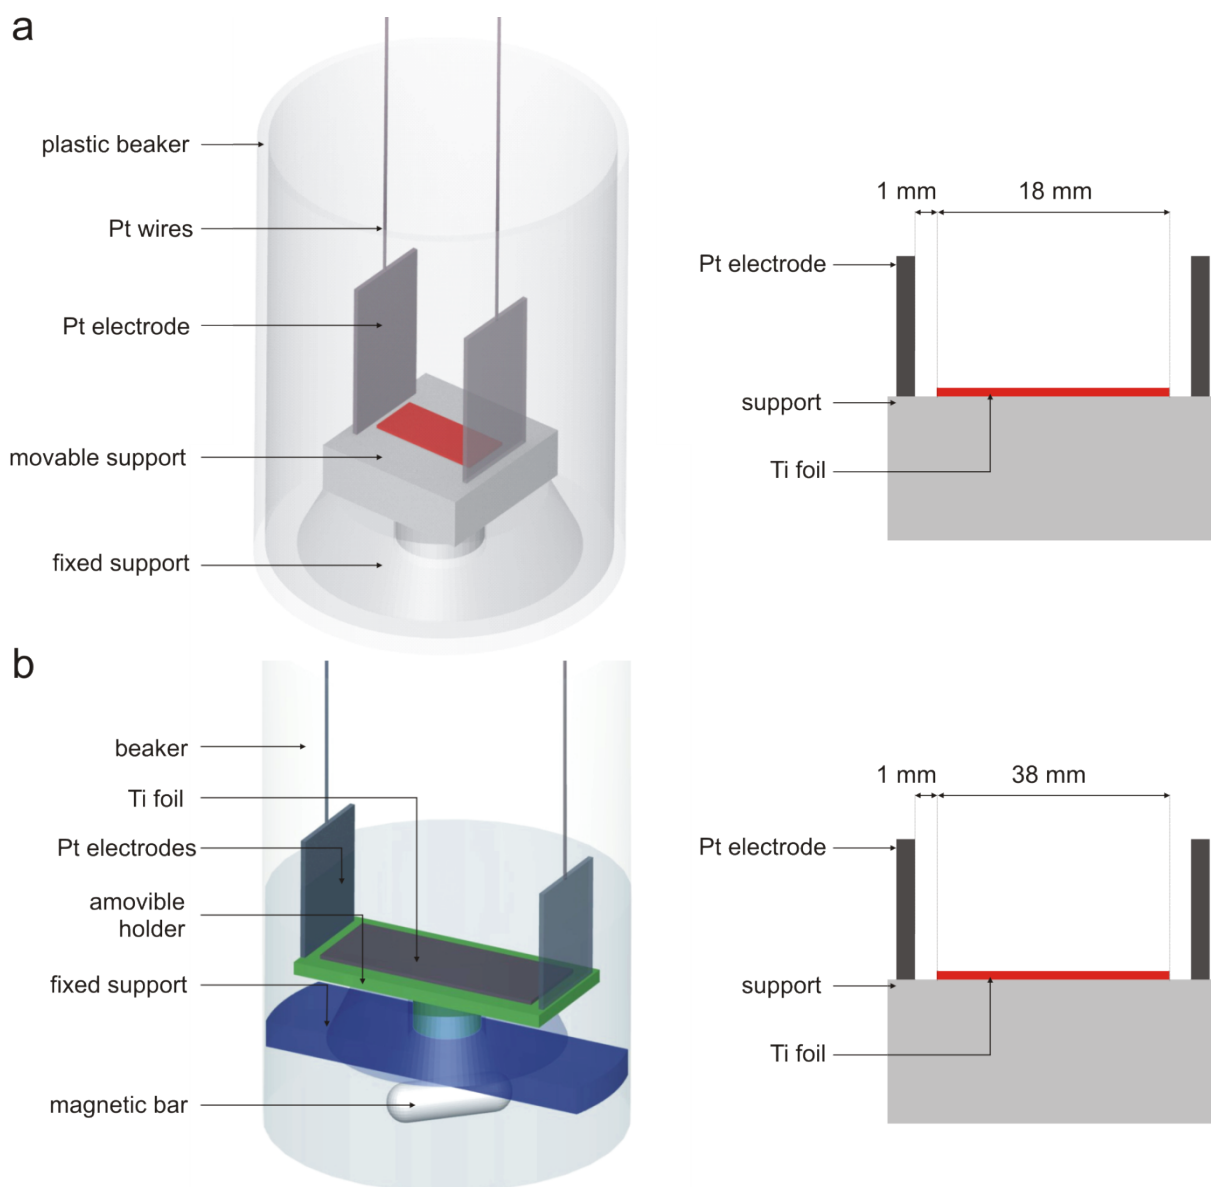 a
plastic beaker
Pt wires
Pt electrode
movable support
fixed support
1 mm
18 mm
Pt electrode
support
Ti foil
b
beaker
Ti foil
Pt electrodes
amovible
holder
fixed support
magnetic bar
1 mm
38 mm
Pt electrode
support
Ti foil